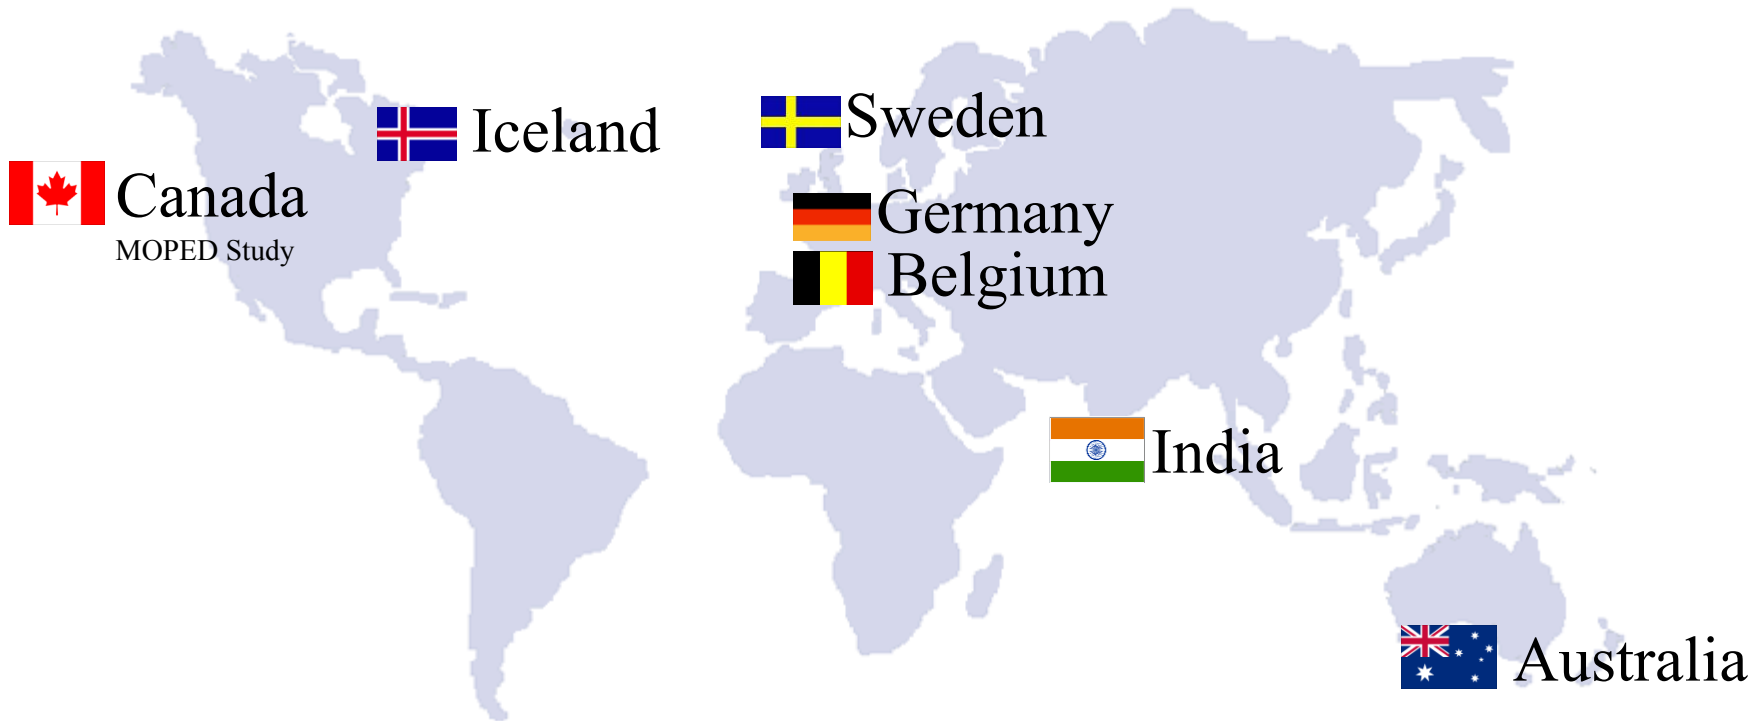 Iceland
Sweden
Canada
MOPED Study
Germany
Belgium
India
Australia